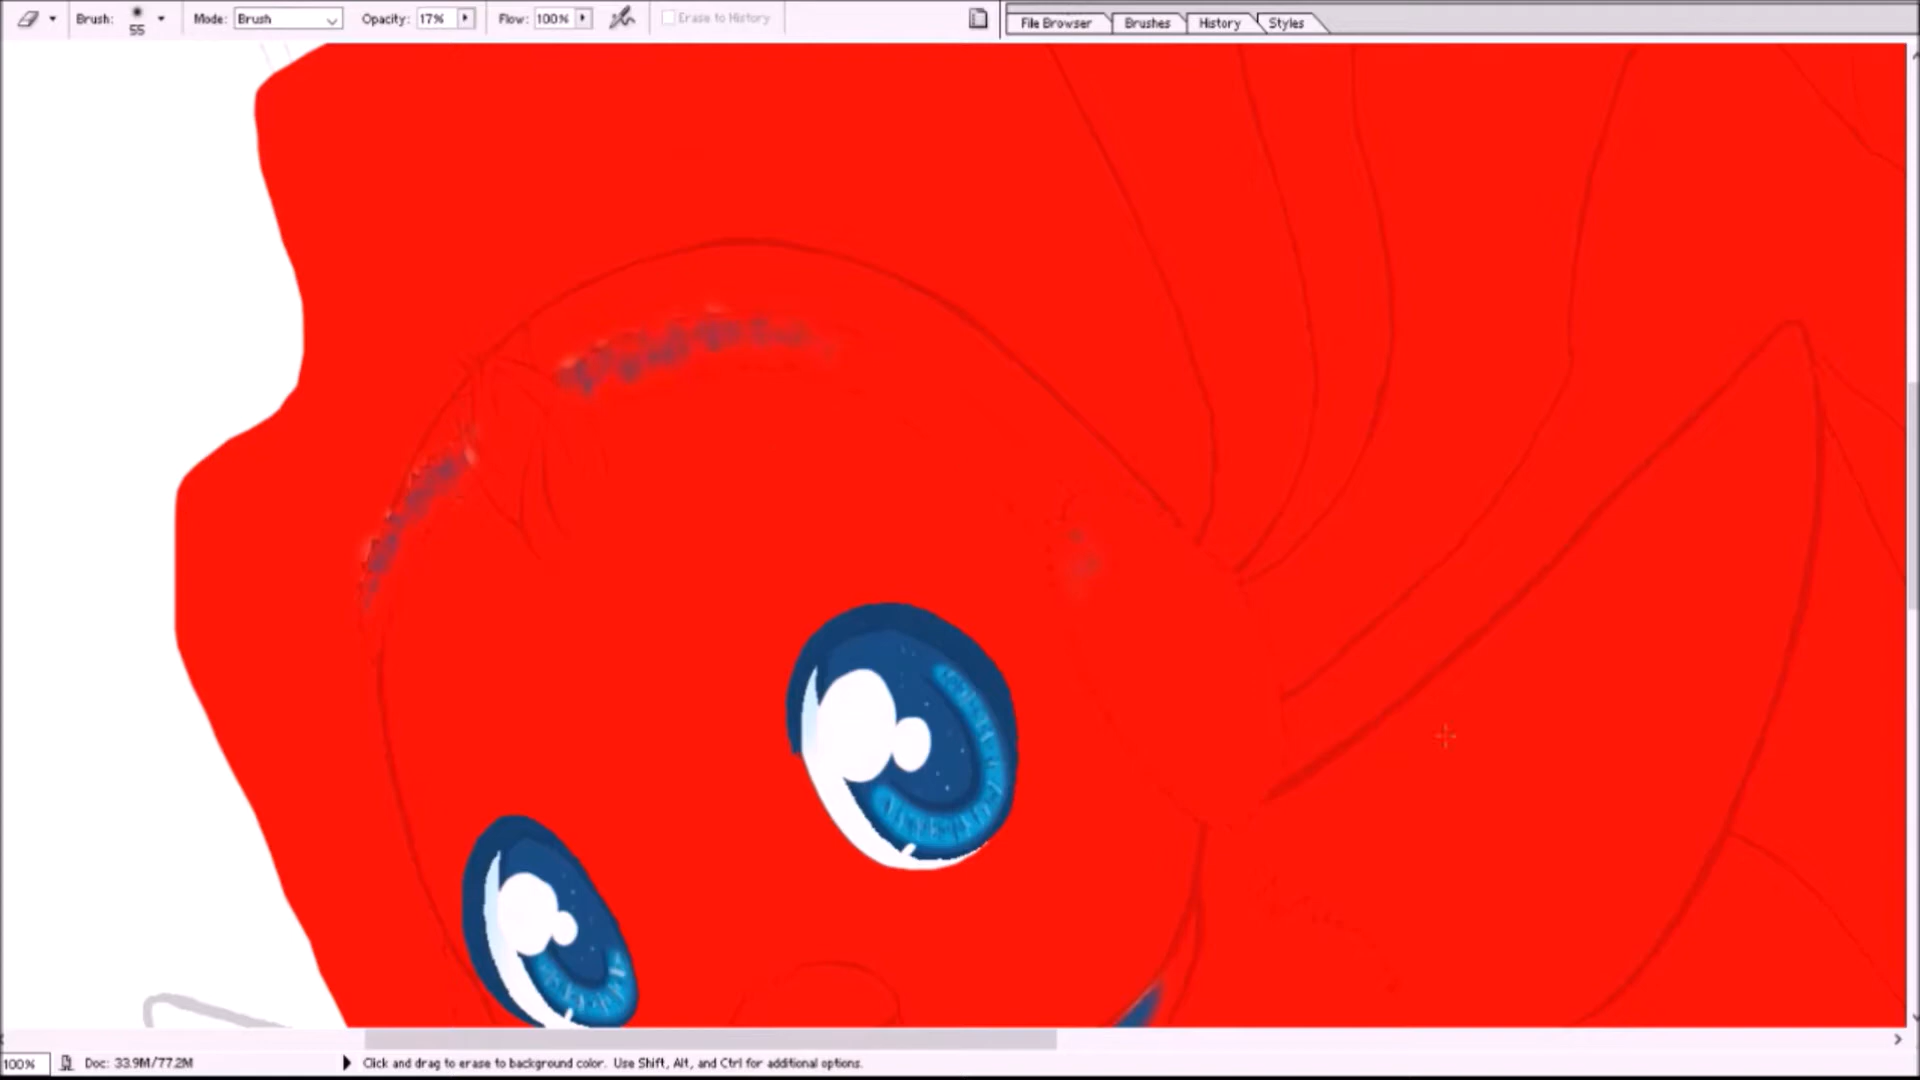 Brush: 55 Mode: Brush Opacity: 17% Flow: 100% Erase to History File Browser Brushes History Styles
100% Doc: 33.9M/77.2M Click and drag to erase to background color. Use Shift, Alt, and Ctrl for additional options.